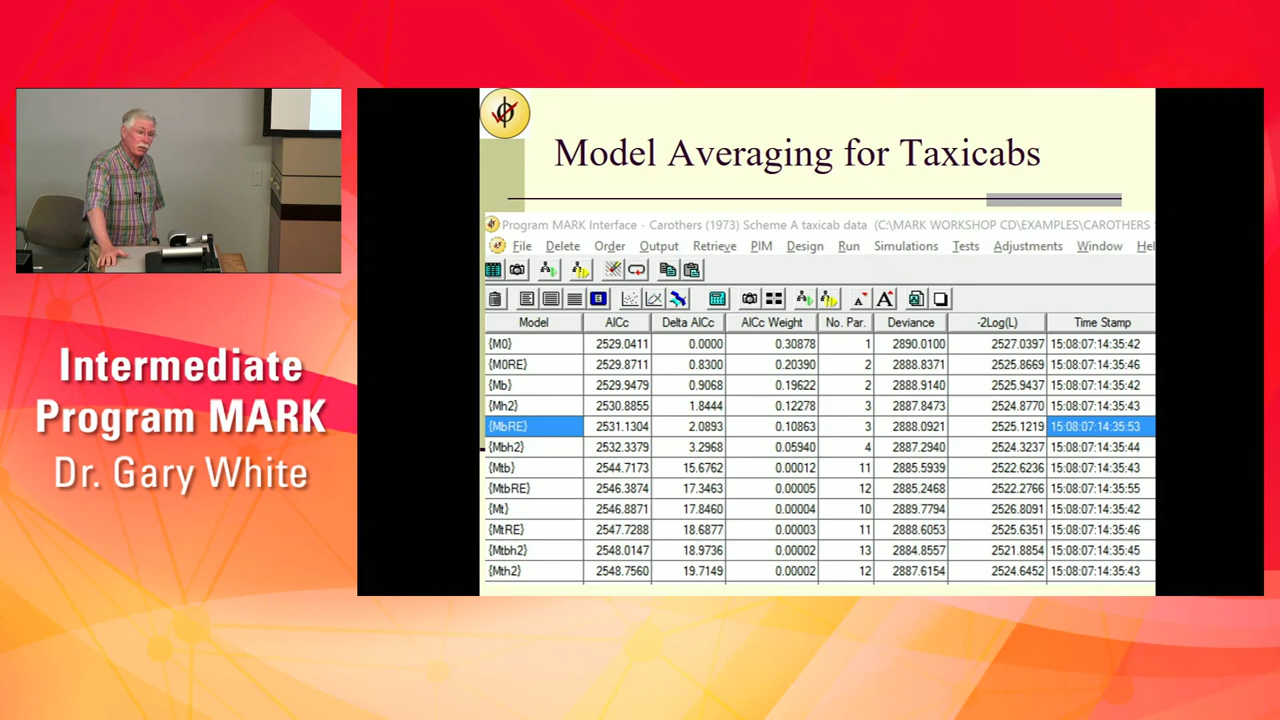 Model Averaging for Taxicabs
Program MARK Interface - Carothers (1973) Scheme A taxicab data (C:\MARK WORKSHOP CD\EXAMPLES\CAROTHERS
File Delete Order Output Retrieve PIM Design Run Simulations Tests Adjustments Window
Model AICc Delta AICc AICc Weight No. Par. Deviance -2Log(L) Time Stamp
{M0} 2529.0411 0.0000 0.30878 1 2890.0100 2527.0397 15:08:07:14:35:42
{M0RE} 2529.8711 0.8300 0.20390 2 2888.8371 2525.8669 15:08:07:14:35:46
{Mb} 2529.9479 0.9068 0.19622 2 2888.9140 2525.9437 15:08:07:14:35:42
{Mh2} 2530.8855 1.8444 0.12278 3 2887.8473 2524.8770 15:08:07:14:35:43
{MbRE} 2531.1304 2.0893 0.10863 3 2888.0921 2525.1219 15:08:07:14:35:53
{Mbh2} 2532.3379 3.2968 0.05940 4 2887.2940 2524.3237 15:08:07:14:35:44
{Mtb} 2544.7173 15.6762 0.00012 11 2885.5939 2522.6236 15:08:07:14:35:43
{MtbRE} 2546.3874 17.3463 0.00005 12 2885.2468 2522.2766 15:08:07:14:35:55
{Mt} 2546.8871 17.8460 0.00004 10 2889.7794 2526.8091 15:08:07:14:35:42
{MtRE} 2547.7288 18.6877 0.00003 11 2888.6053 2525.6351 15:08:07:14:35:46
{Mtbh2} 2548.0147 18.9736 0.00002 13 2884.8557 2521.8854 15:08:07:14:35:45
{Mth2} 2548.7560 19.7149 0.00002 12 2887.6154 2524.6452 15:08:07:14:35:43
Intermediate
Program MARK
Dr. Gary White